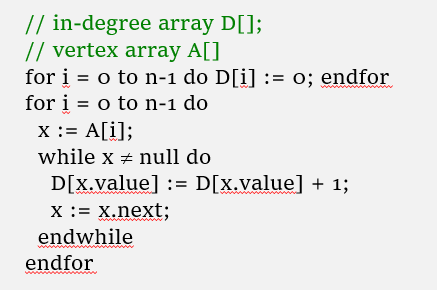 // in-degree array D[];
// vertex array A[]
for i = 0 to n-1 do D[i] := 0; endfor
for i = 0 to n-1 do
x := A[i];
while x ≠ null do
D[x.value] := D[x.value] + 1;
x := x.next;
endwhile
endfor